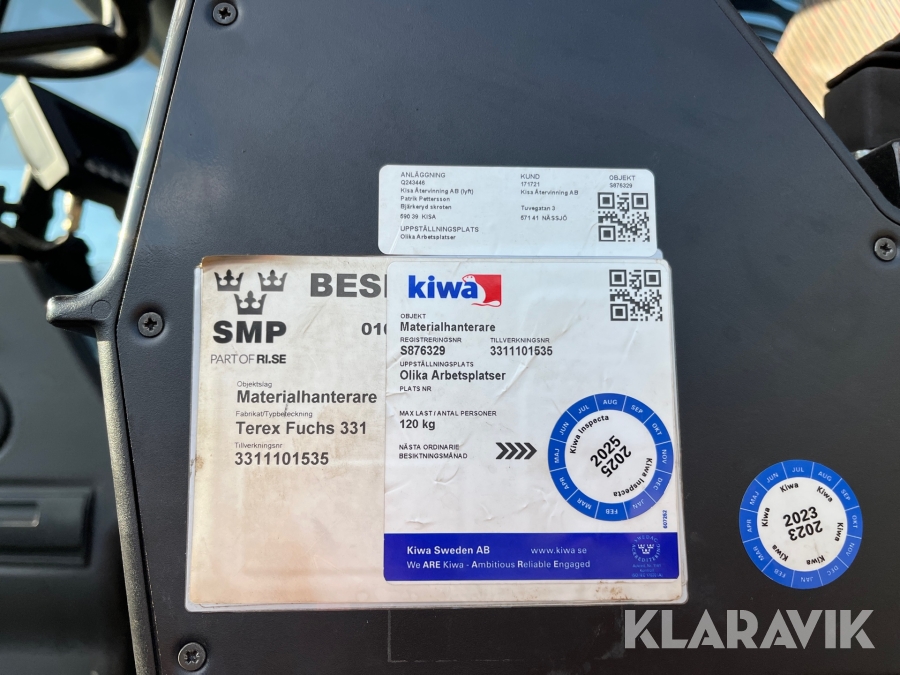 ANLÄGGNING
Q243446
Kisa Återvinning AB (lyft)
Patrik Pettersson
Bjärkeryd skroten
590 39 KISA
UPPSTÄLLNINGSPLATS
Olika Arbetsplatser
KUND
171721
Kisa Återvinning AB
Tuvegatan 3
571 41 NÄSSJÖ
OBJEKT
S876329
SMP
PART OF RI.SE
BESI
010
Objektslag
Materialhanterare
Fabrikat/Typbeteckning
Terex Fuchs 331
Tillverkningsnr
3311101535
kiwa
OBJEKT
Materialhanterare
REGISTRERINGSNR TILLVERKNINGSNR
S876329 3311101535
UPPSTÄLLNINGSPLATS
Olika Arbetsplatser
PLATS NR
MAX LAST / ANTAL PERSONER
120 kg
NÄSTA ORDINARIE
BESIKTNINGSMÅNAD
JAN FEB MAR APR MAJ JUN JUL AUG SEP OKT NOV DEC
Kiwa Inspecta
2025
2025
Kiwa Inspecta
607262
Kiwa Sweden AB www.kiwa.se
We ARE Kiwa - Ambitious Reliable Engaged
JAN FEB MAR APR MAJ JUN JUL AUG SEP OKT NOV DEC
Kiwa Kiwa Kiwa Kiwa
2023
2023
KLARAVIK